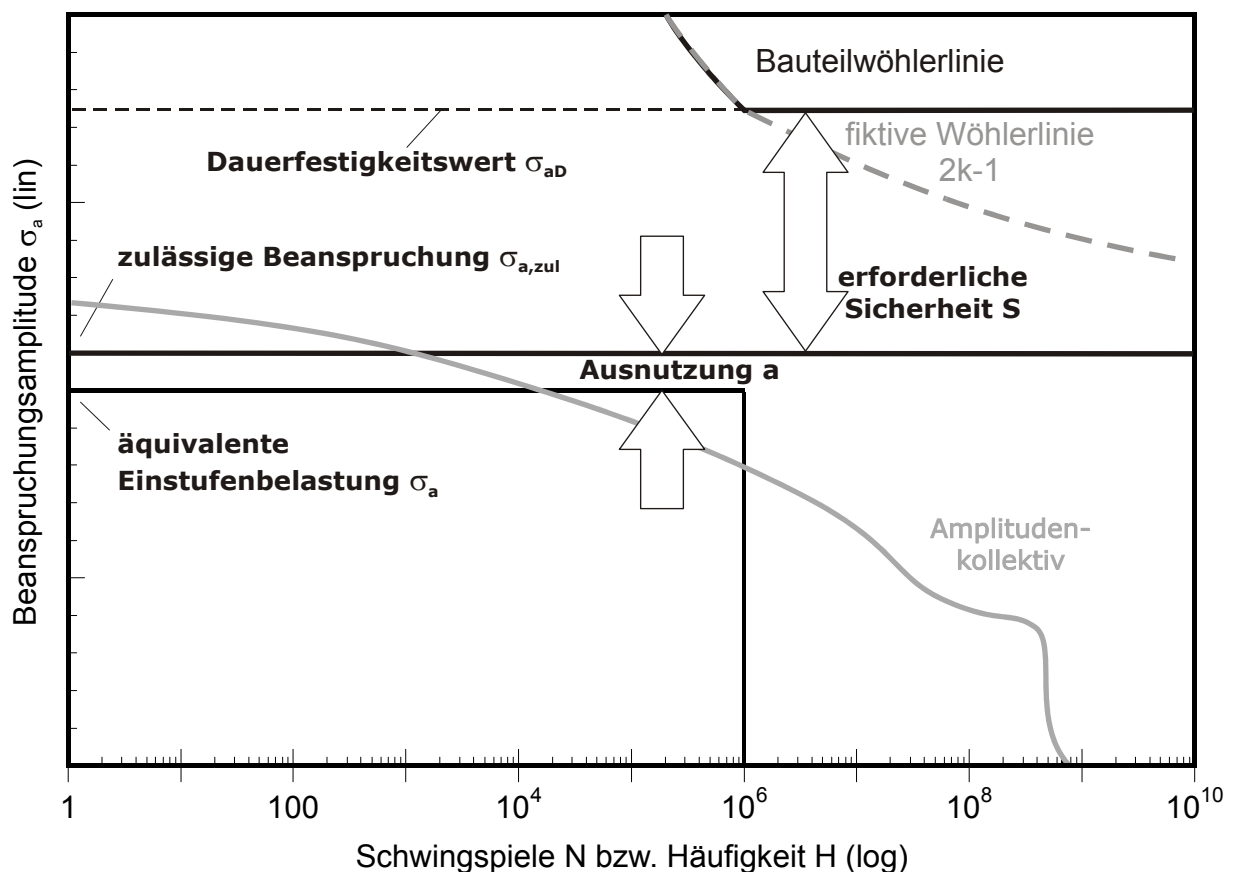 Bauteilwöhlerlinie
fiktive Wöhlerlinie
2k-1
Dauerfestigkeitswert σaD
zulässige Beanspruchung σa,zul
erforderliche
Sicherheit S
Ausnutzung a
äquivalente
Einstufenbelastung σa
Amplituden-
kollektiv
Beanspruchungsamplitude σa (lin)
1 100 10^4 10^6 10^8 10^10
Schwingspiele N bzw. Häufigkeit H (log)